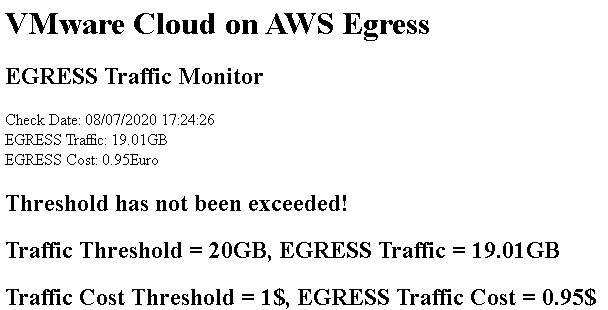 VMware Cloud on AWS Egress
EGRESS Traffic Monitor
Check Date: 08/07/2020 17:24:26
EGRESS Traffic: 19.01GB
EGRESS Cost: 0.95Euro
Threshold has not been exceeded!
Traffic Threshold = 20GB, EGRESS Traffic = 19.01GB
Traffic Cost Threshold = 1$, EGRESS Traffic Cost = 0.95$